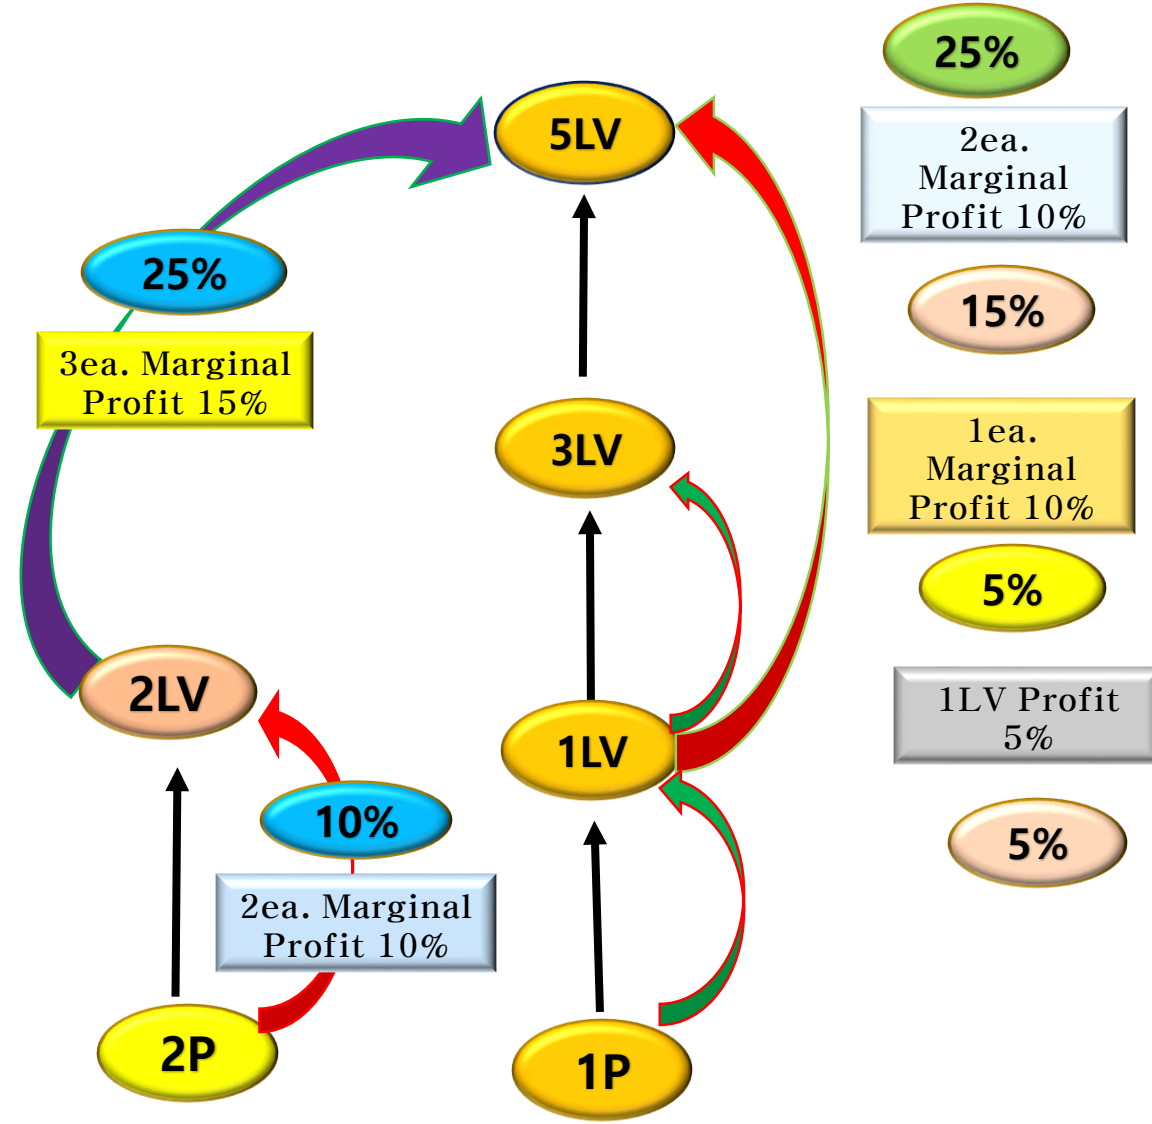 5LV
25%
3ea. Marginal
Profit 15%
2LV
10%
2ea. Marginal
Profit 10%
2P
3LV
1LV
1P
25%
2ea.
Marginal
Profit 10%
15%
1ea.
Marginal
Profit 10%
5%
1LV Profit
5%
5%